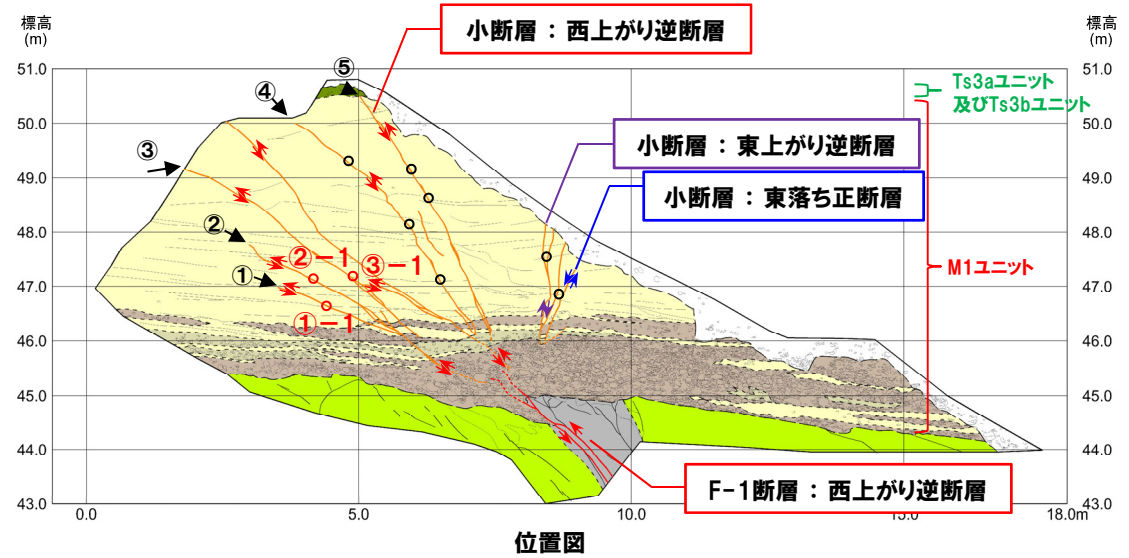 標高
(m)
標高
(m)
小断層 : 西上がり逆断層
51.0
50.0
49.0
48.0
47.0
46.0
45.0
44.0
43.0
⑤
④
③
②
①
②-1
③-1
①-1
小断層 : 東上がり逆断層
小断層 : 東落ち正断層
Ts3aユニット
及びTs3bユニット
M1ユニット
51.0
50.0
49.0
48.0
47.0
46.0
45.0
44.0
43.0
F-1断層 : 西上がり逆断層
0.0
5.0
10.0
15.0
18.0m
位置図